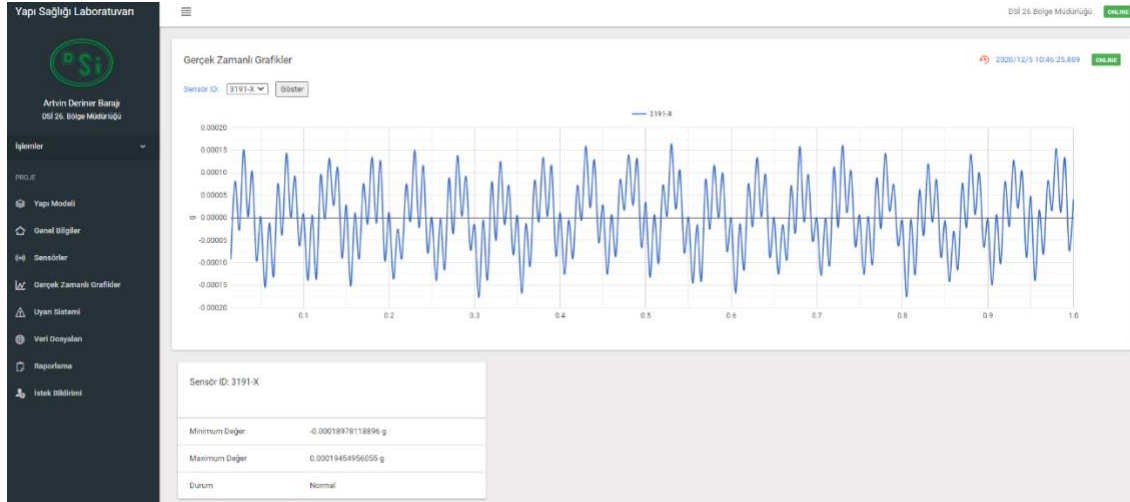 Yapı Sağlığı Laboratuvarı
DSİ 26.Bölge Müdürlüğü ONLINE
DSi
Artvin Deriner Barajı
DSİ 26. Bölge Müdürlüğü
İşlemler
PROJE
Yapı Modeli
Genel Bilgiler
Sensörler
Gerçek Zamanlı Grafikler
Uyarı Sistemi
Veri Dosyaları
Raporlama
İstek Bildirimi
Gerçek Zamanlı Grafikler
2020/12/5 10:46:25.889 ONLINE
Sensör ID: 3191-X Göster
3191-X
0.00020
0.00015
0.00010
0.00005
0.00000
-0.00005
-0.00010
-0.00015
-0.00020
g
0.1 0.2 0.3 0.4 0.5 0.6 0.7 0.8 0.9 1.0
Sensör ID: 3191-X
Minimum Değer: -0.00018978118896 g
Maximum Değer 0.00019454956055 g
Durum Normal